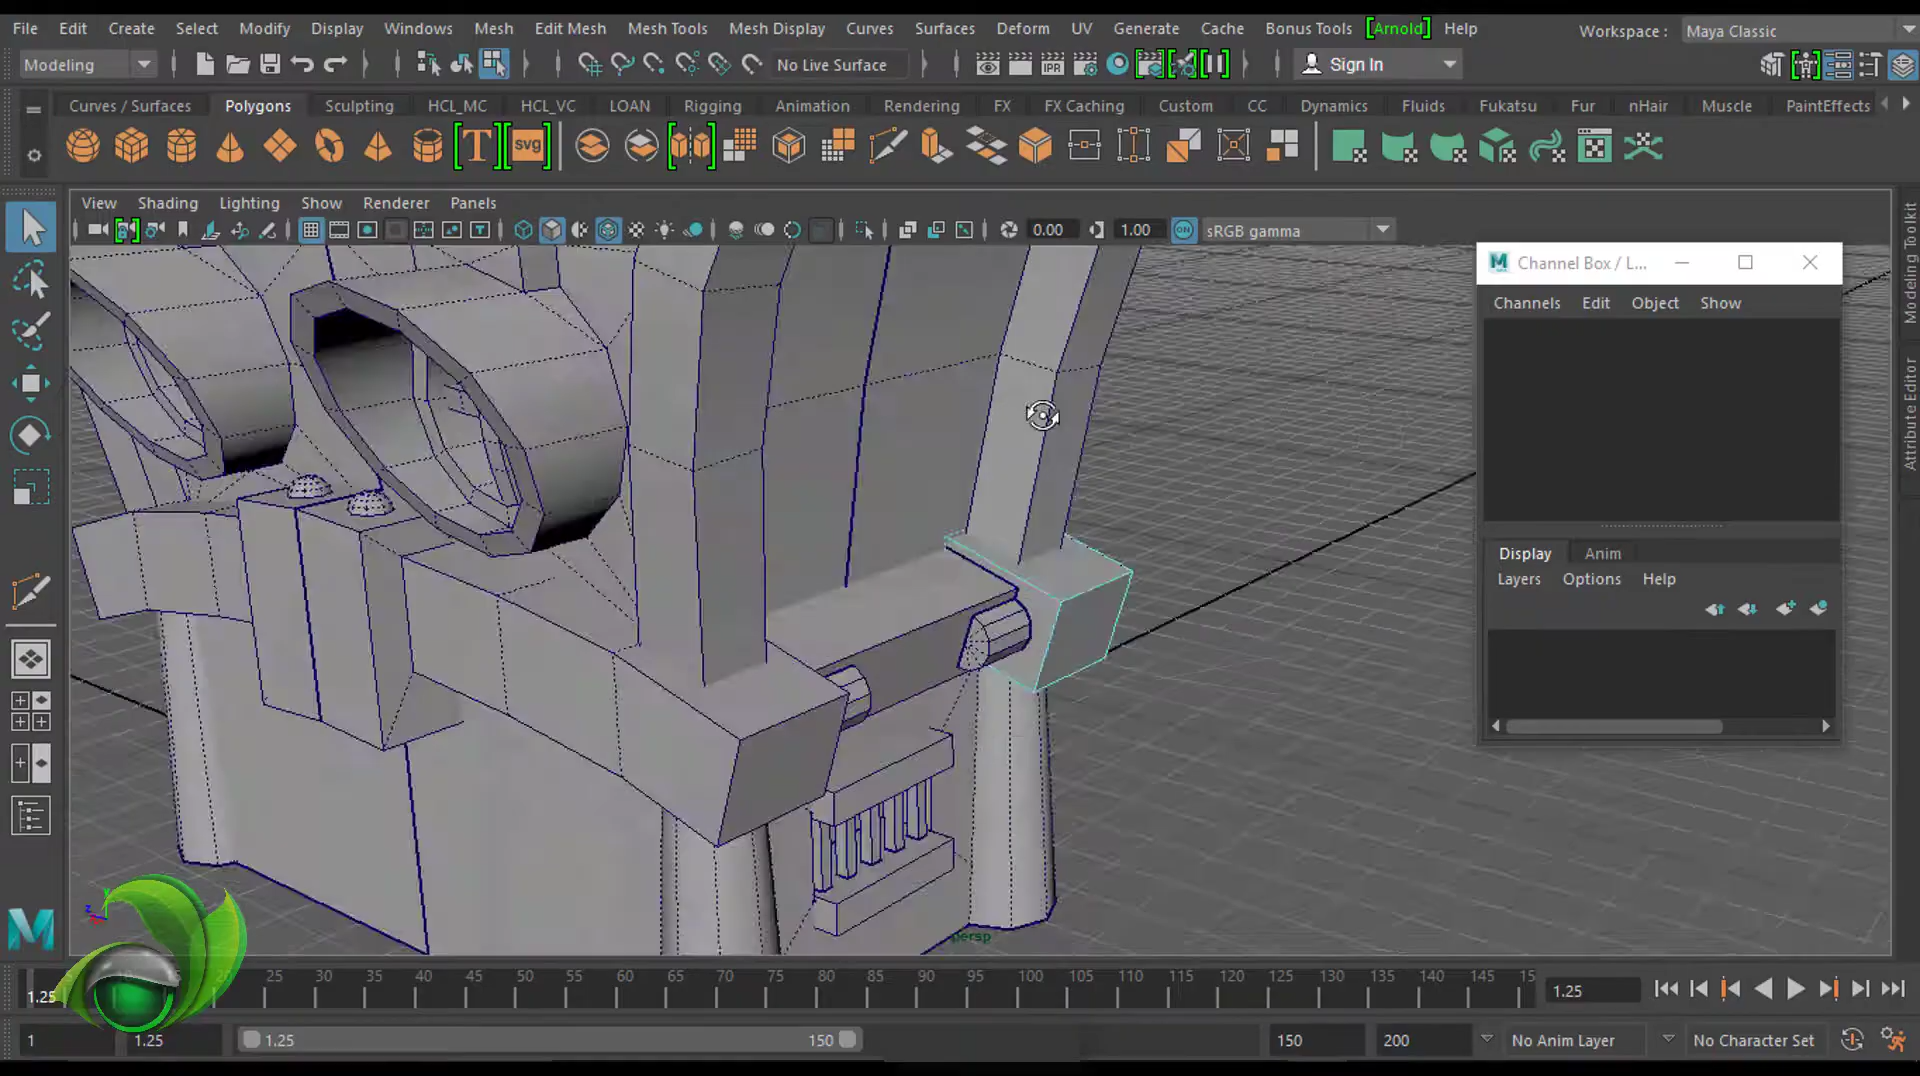 File Edit Create Select Modify Display Windows Mesh Edit Mesh Mesh Tools Mesh Display Curves Surfaces Deform UV Generate Cache Bonus Tools [Arnold] Help Workspace : Maya Classic
Modeling No Live Surface IPR Sign In
Curves / Surfaces Polygons Sculpting HCL_MC HCL_VC LOAN Rigging Animation Rendering FX FX Caching Custom CC Dynamics Fluids Fukatsu Fur nHair Muscle PaintEffects
T svg
View Shading Lighting Show Renderer Panels
0.00 1.00 ON sRGB gamma
Channel Box / L...
Channels Edit Object Show
Display Anim
Layers Options Help
Modeling Toolkit
Attribute Editor
persp
25 30 35 40 45 50 55 60 65 70 75 80 85 90 95 100 105 110 115 120 125 130 135 140 145 15
1.25 1.25
1 1.25 1.25 150 150 200 No Anim Layer No Character Set